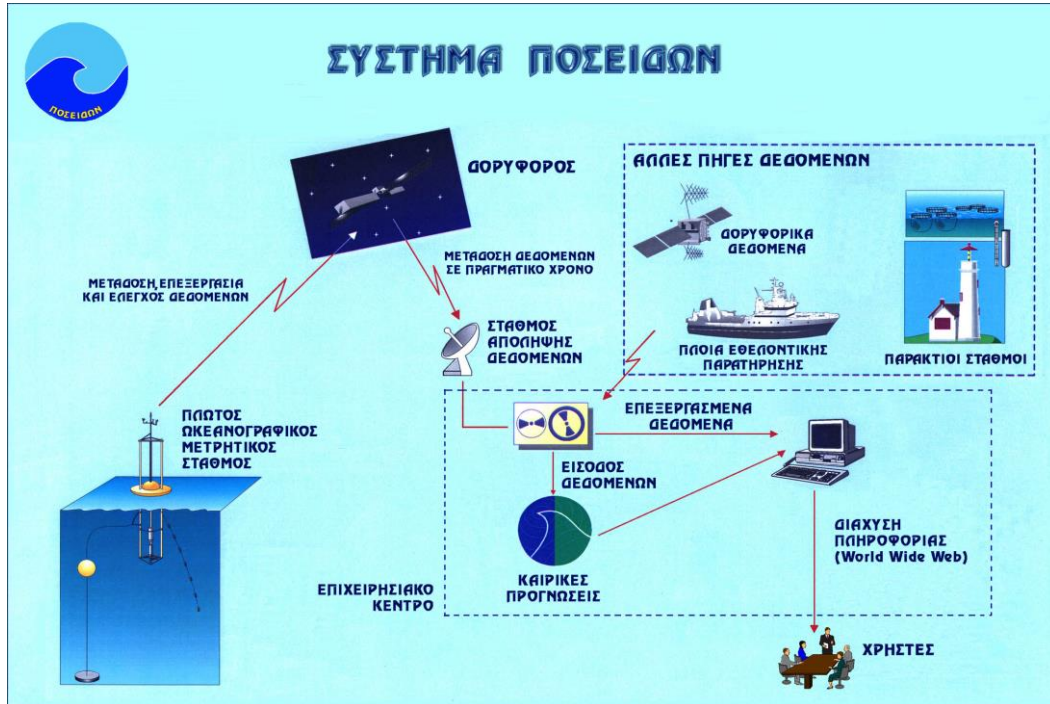 ΣΥΣΤΗΜΑ ΠΟΣΕΙΔΩΝ
ΠΟΣΕΙΔΩΝ
ΔΟΡΥΦΟΡΟΣ
ΜΕΤΑΔΟΣΗ, ΕΠΕΞΕΡΓΑΣΙΑ
ΚΑΙ ΕΛΕΓΧΟΣ ΔΕΔΟΜΕΝΩΝ
ΜΕΤΑΔΟΣΗ ΔΕΔΟΜΕΝΩΝ
ΣΕ ΠΡΑΓΜΑΤΙΚΟ ΧΡΟΝΟ
ΣΤΑΘΜΟΣ
ΑΠΟΛΗΨΗΣ
ΔΕΔΟΜΕΝΩΝ
ΑΛΛΕΣ ΠΗΓΕΣ ΔΕΔΟΜΕΝΩΝ
ΔΟΡΥΦΟΡΙΚΑ
ΔΕΔΟΜΕΝΑ
ΠΛΟΙΑ ΕΘΕΛΟΝΤΙΚΗΣ
ΠΑΡΑΤΗΡΗΣΗΣ
ΠΑΡΑΚΤΙΟΙ ΣΤΑΘΜΟΙ
ΠΛΩΤΟΣ
ΩΚΕΑΝΟΓΡΑΦΙΚΟΣ
ΜΕΤΡΗΤΙΚΟΣ
ΣΤΑΘΜΟΣ
ΕΠΕΞΕΡΓΑΣΜΕΝΑ
ΔΕΔΟΜΕΝΑ
ΕΙΣΟΔΟΣ
ΔΕΔΟΜΕΝΩΝ
ΚΑΙΡΙΚΕΣ
ΠΡΟΓΝΩΣΕΙΣ
ΕΠΙΧΕΙΡΗΣΙΑΚΟ
ΚΕΝΤΡΟ
ΔΙΑΧΥΣΗ
ΠΛΗΡΟΦΟΡΙΑΣ
(World Wide Web)
ΧΡΗΣΤΕΣ